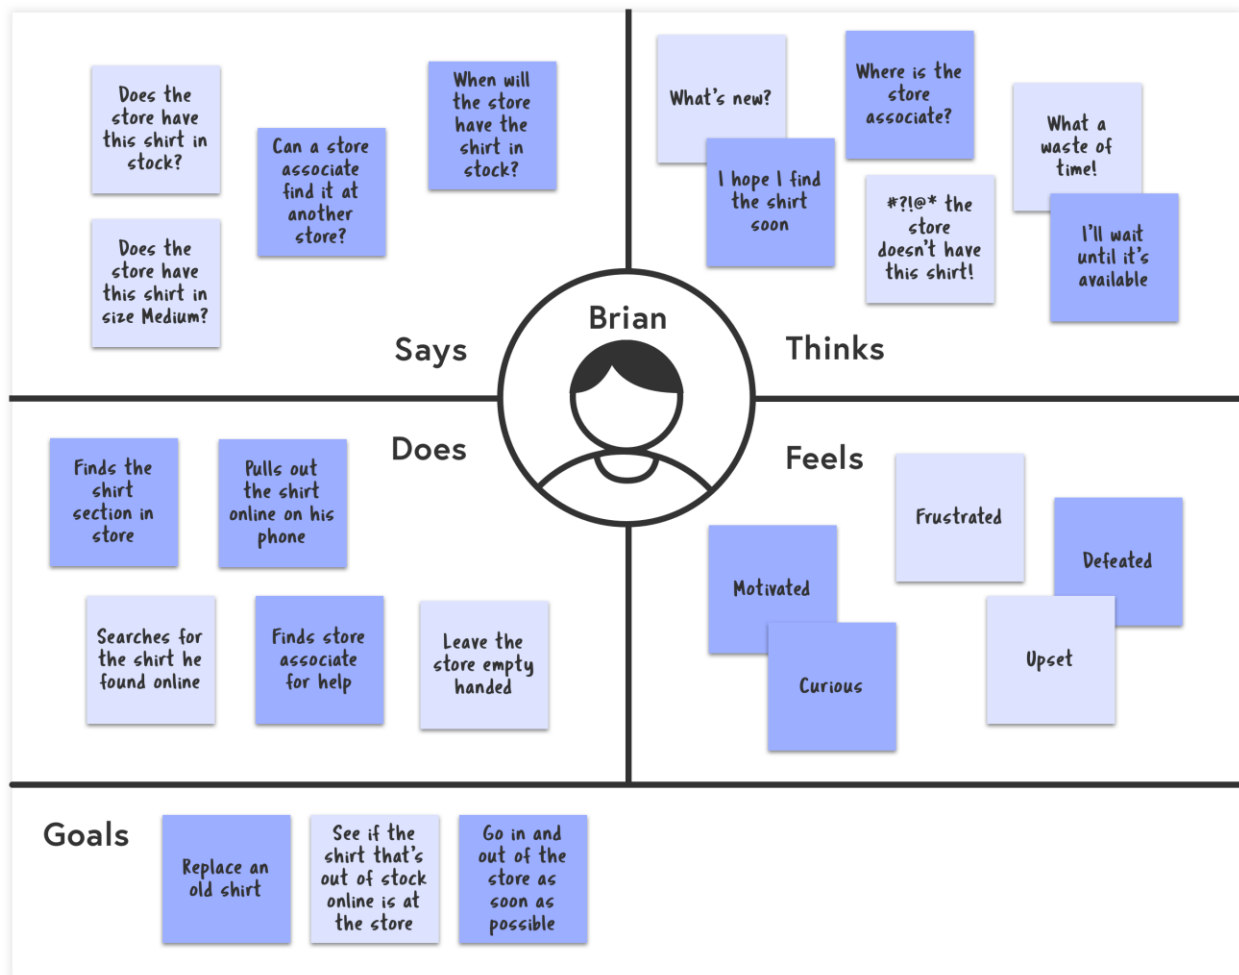 Does the
store have
this shirt in
stock?
Can a store
associate
find it at
another
store?
When will
the store
have the
shirt in
stock?
Does the
store have
this shirt in
size Medium?
Says
What's new?
I hope I find
the shirt
soon
Where is the
store
associate?
#?!@* the
store
doesn't have
this shirt!
What a
waste of
time!
I'll wait
until it's
available
Thinks
Brian
Does
Finds the
shirt
section in
store
Pulls out
the shirt
online on his
phone
Searches for
the shirt he
found online
Finds store
associate
for help
Leave the
store empty
handed
Feels
Motivated
Curious
Frustrated
Defeated
Upset
Goals
Replace an
old shirt
See if the
shirt that's
out of stock
online is at
the store
Go in and
out of the
store as
soon as
possible